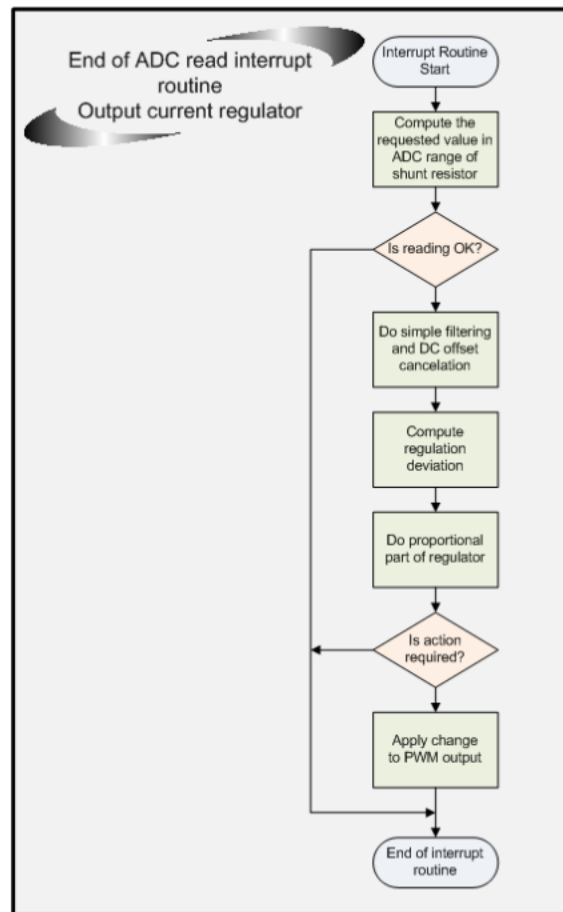 End of ADC read interrupt
routine
Output current regulator
Interrupt Routine
Start
Compute the
requested value in
ADC range of
shunt resistor
Is reading OK?
Do simple filtering
and DC offset
cancelation
Compute
regulation
deviation
Do proportional
part of regulator
Is action
required?
Apply change
to PWM output
End of interrupt
routine